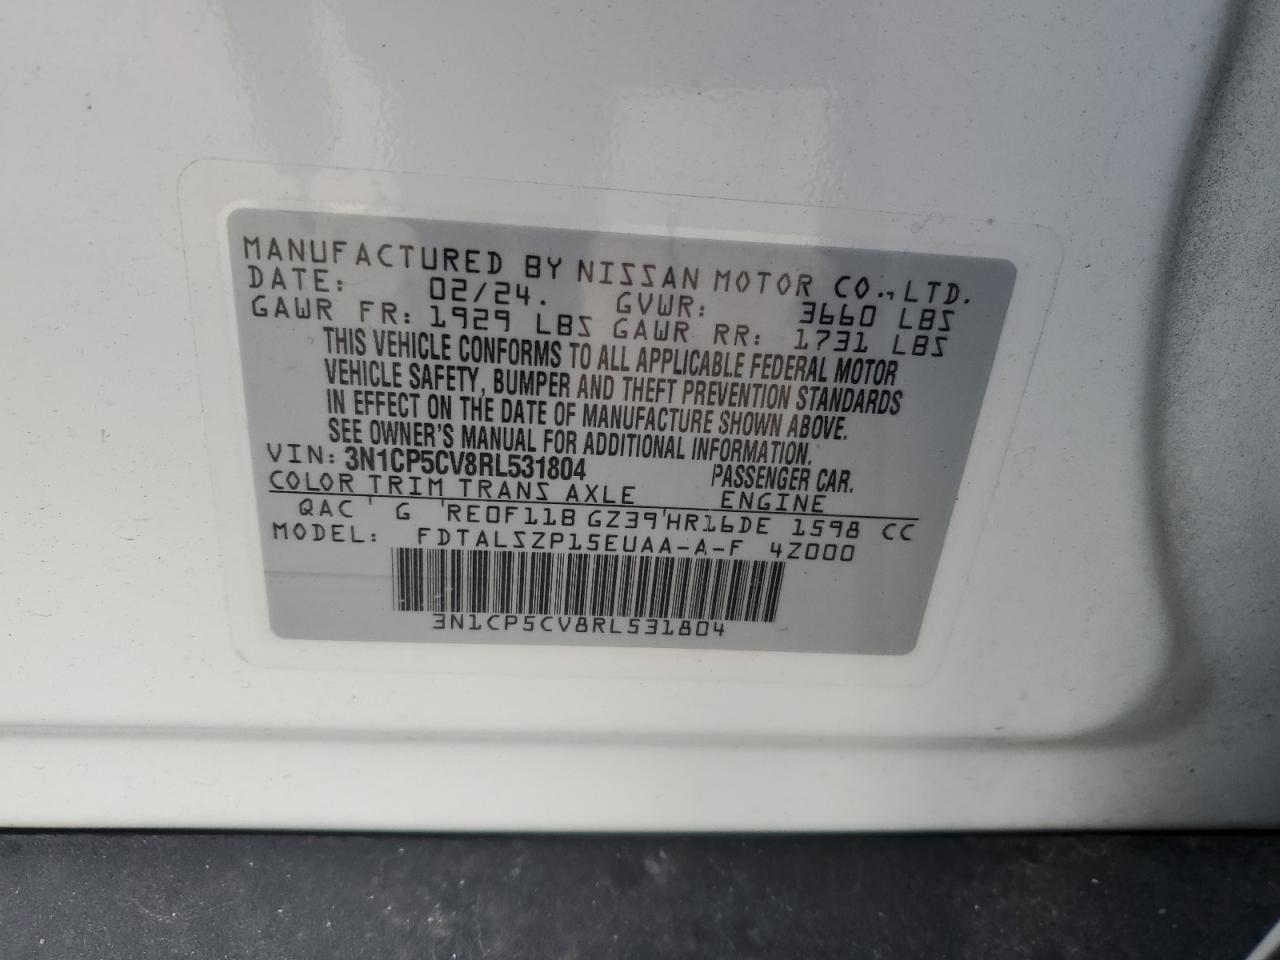 MANUFACTURED BY NISSAN MOTOR CO., LTD.
DATE: 02/24. GVWR: 3660 LBS
GAWR FR: 1929 LBS GAWR RR: 1731 LBS
THIS VEHICLE CONFORMS TO ALL APPLICABLE FEDERAL MOTOR
VEHICLE SAFETY, BUMPER AND THEFT PREVENTION STANDARDS
IN EFFECT ON THE DATE OF MANUFACTURE SHOWN ABOVE.
SEE OWNER'S MANUAL FOR ADDITIONAL INFORMATION.
VIN: 3N1CP5CV8RL531804 PASSENGER CAR.
COLOR TRIM TRANS AXLE ENGINE
QAC G RE0F11B GZ39 HR16DE 1598 CC
MODEL: FDTALSZP15EUAA-A-F 4Z000
3N1CP5CV8RL531804